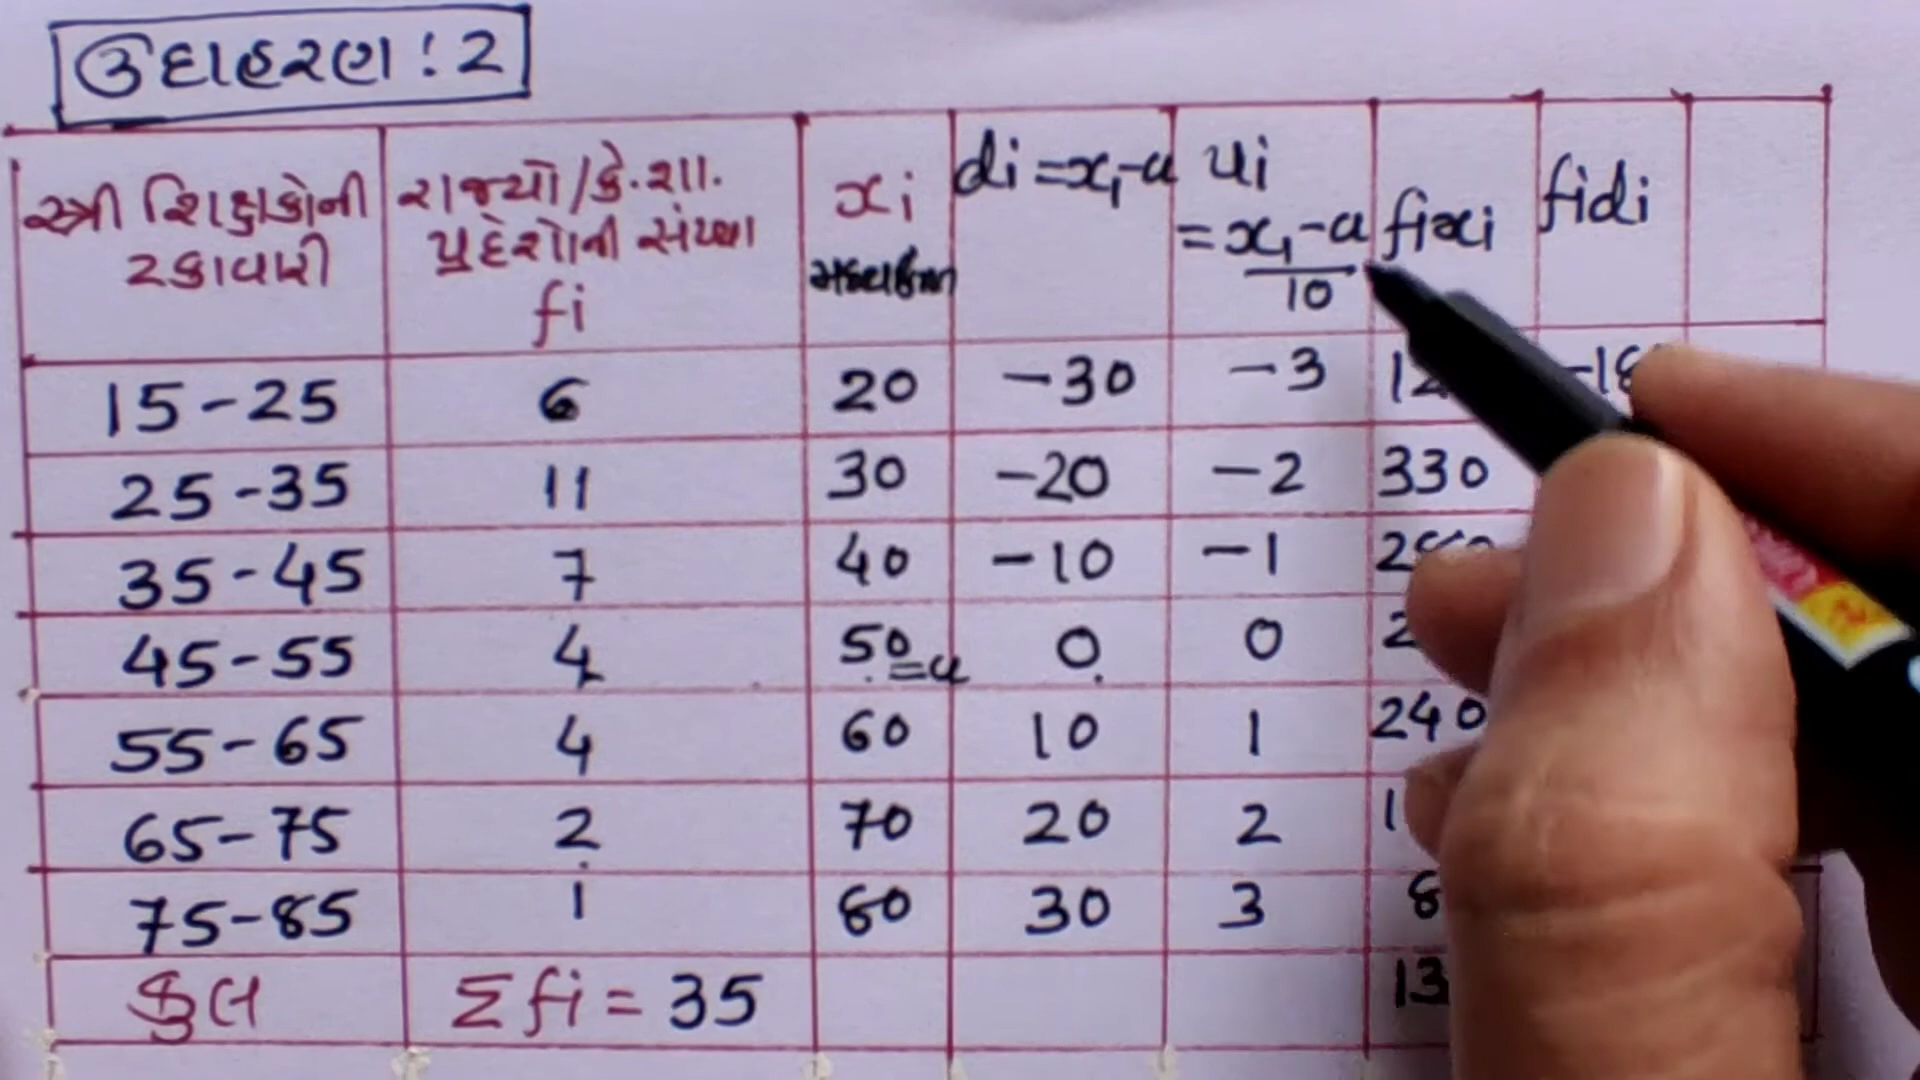 ઉદાહરણ : 2
સ્ત્રી શિક્ષકોની ટકાવારી | રાજ્યો/કે.શા. પ્રદેશોની સંખ્યા fi | xi મધ્યકિંમત | di = xi-a | ui = xi-a / 10 | fixi | fidi
15-25 6 20 -30 -3
25-35 11 30 -20 -2 330
35-45 7 40 -10 -1
45-55 4 50=a 0 0
55-65 4 60 10 1 240
65-75 2 70 20 2
75-85 1 80 30 3
કુલ Σfi = 35